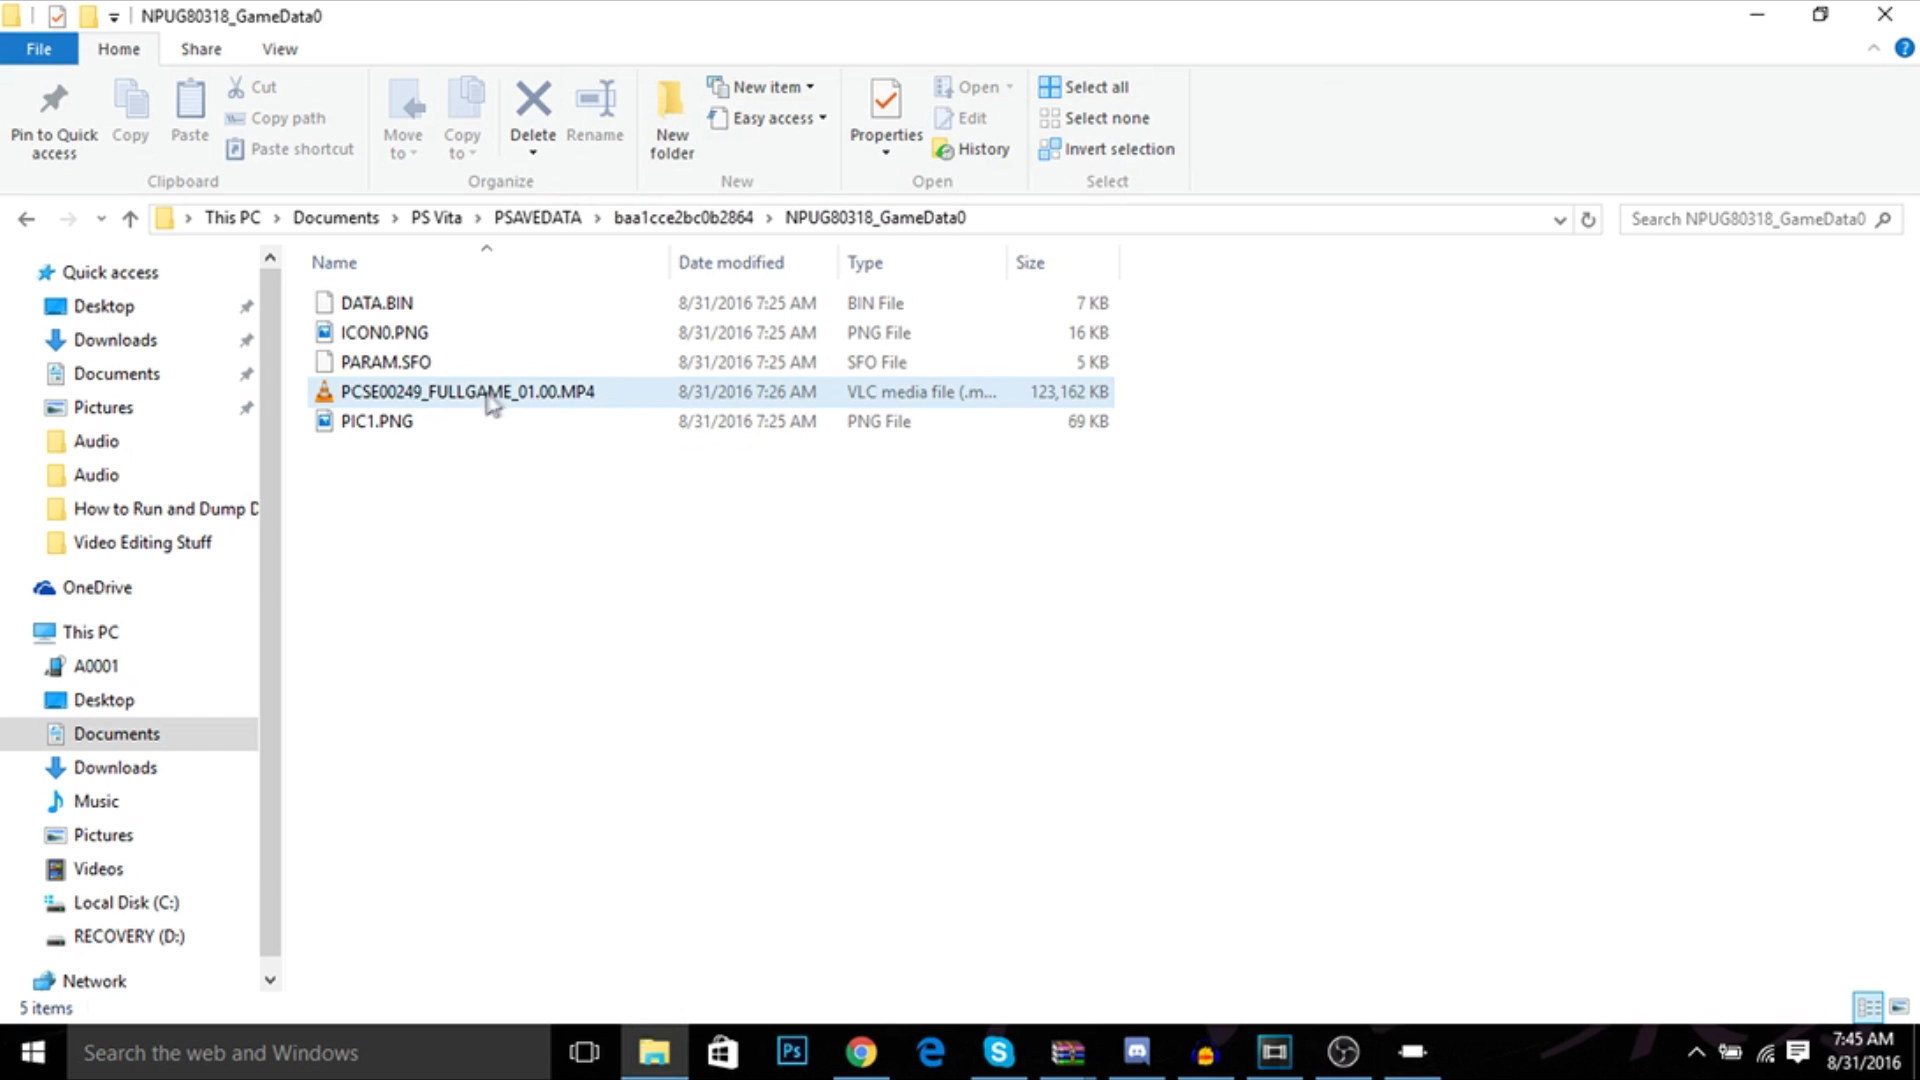 NPUG80318_GameData0
File Home Share View
Pin to Quick access
Copy
Paste
Cut
Copy path
Paste shortcut
Clipboard
Move to
Copy to
Delete
Rename
Organize
New folder
New item
Easy access
New
Properties
Open
Edit
History
Open
Select all
Select none
Invert selection
Select
This PC > Documents > PS Vita > PSAVEDATA > baa1cce2bc0b2864 > NPUG80318_GameData0
Search NPUG80318_GameData0
Name Date modified Type Size
DATA.BIN 8/31/2016 7:25 AM BIN File 7 KB
ICON0.PNG 8/31/2016 7:25 AM PNG File 16 KB
PARAM.SFO 8/31/2016 7:25 AM SFO File 5 KB
PCSE00249_FULLGAME_01.00.MP4 8/31/2016 7:26 AM VLC media file (.m... 123,162 KB
PIC1.PNG 8/31/2016 7:25 AM PNG File 69 KB
Quick access
Desktop
Downloads
Documents
Pictures
Audio
Audio
How to Run and Dump D
Video Editing Stuff
OneDrive
This PC
A0001
Desktop
Documents
Downloads
Music
Pictures
Videos
Local Disk (C:)
RECOVERY (D:)
Network
5 items
Search the web and Windows
Ps
7:45 AM
8/31/2016